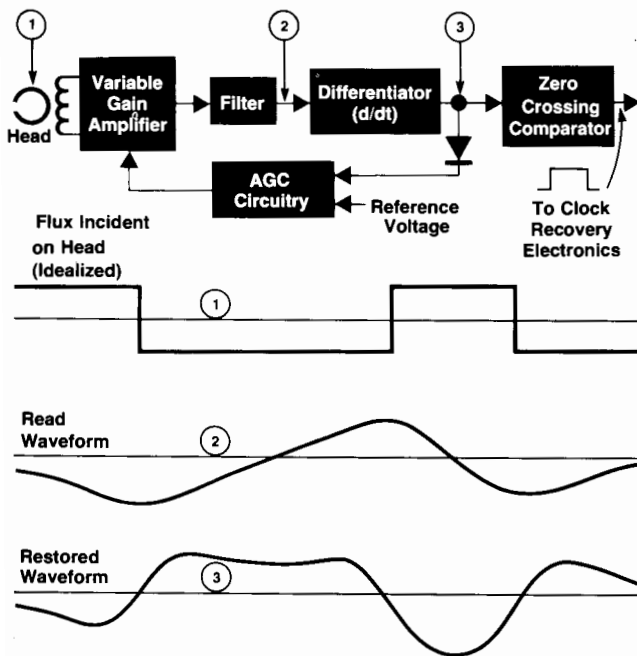 1
2
3
Head
Variable
Gain
Amplifier
Filter
Differentiator
(d/dt)
Zero
Crossing
Comparator
AGC
Circuitry
Reference
Voltage
To Clock
Recovery
Electronics
Flux Incident
on Head
(Idealized)
1
Read
Waveform
2
Restored
Waveform
3